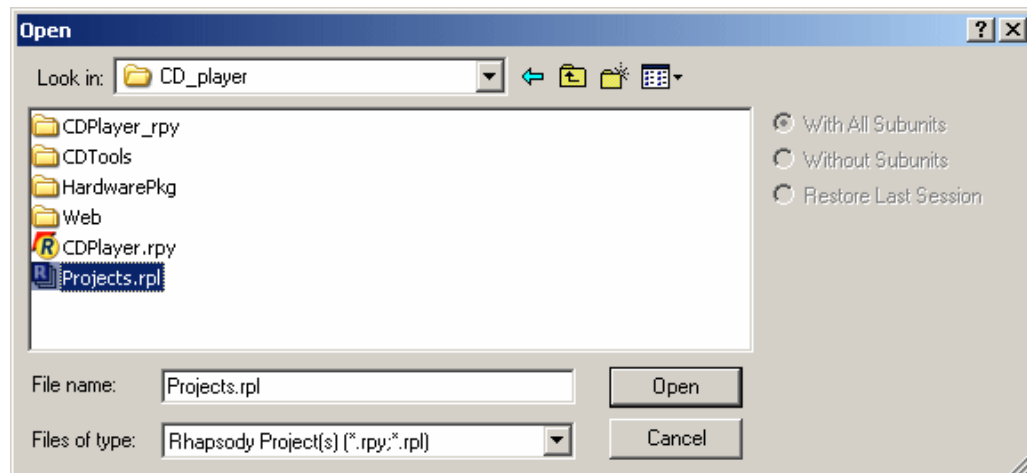 Open
Look in: CD_player
CDPlayer_rpy
CDTools
HardwarePkg
Web
CDPlayer.rpy
Projects.rpl
With All Subunits
Without Subunits
Restore Last Session
File name: Projects.rpl Open
Files of type: Rhapsody Project(s) (*.rpy;*.rpl) Cancel